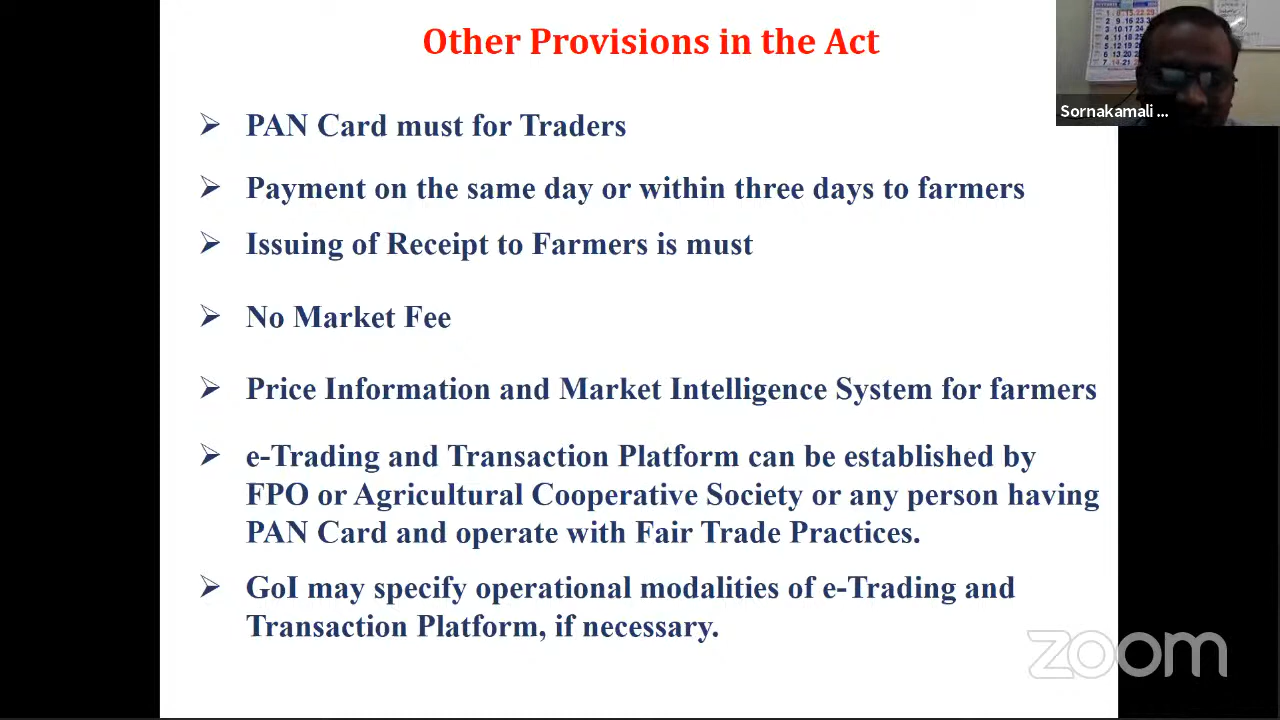 Other Provisions in the Act
Sornakamali ...
PAN Card must for Traders
Payment on the same day or within three days to farmers
Issuing of Receipt to Farmers is must
No Market Fee
Price Information and Market Intelligence System for farmers
e-Trading and Transaction Platform can be established by
FPO or Agricultural Cooperative Society or any person having
PAN Card and operate with Fair Trade Practices.
GoI may specify operational modalities of e-Trading and
Transaction Platform, if necessary.
zoom